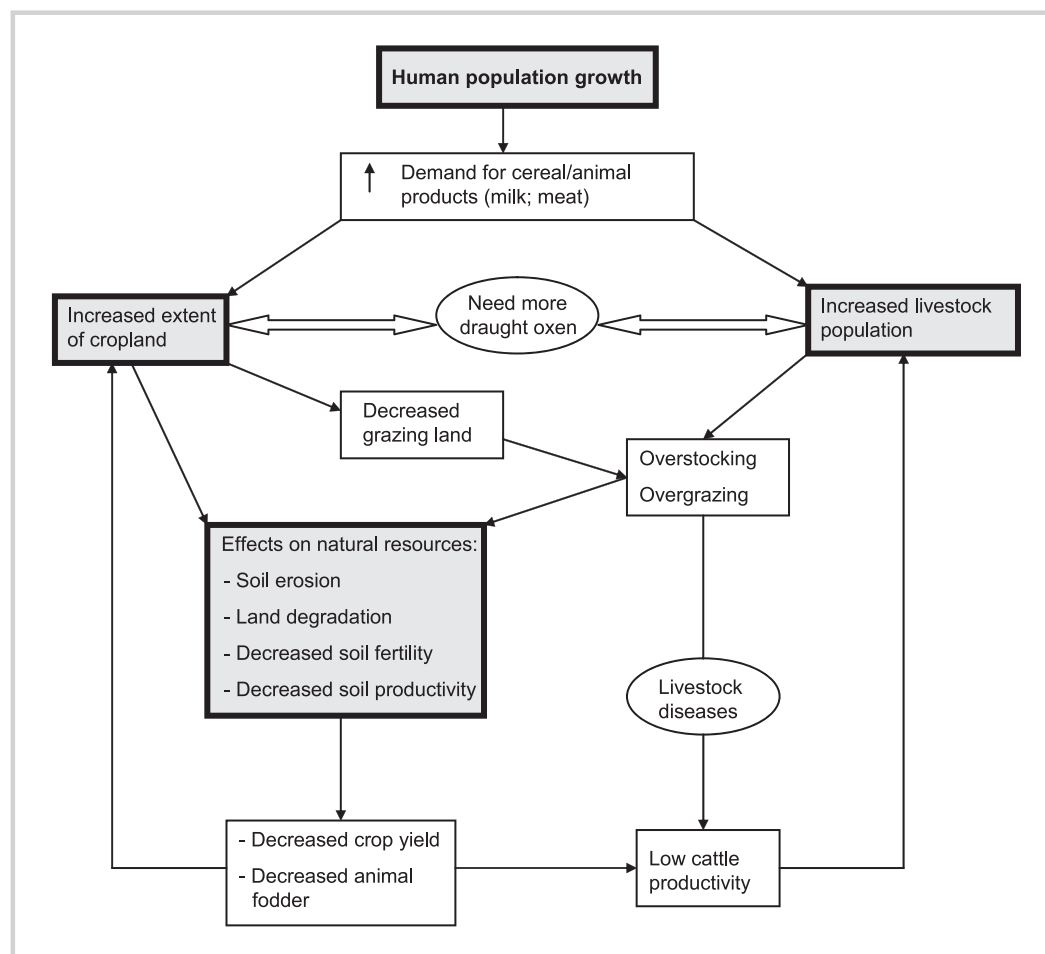 Human population growth
Demand for cereal/animal
products (milk; meat)
Increased extent
of cropland
Need more
draught oxen
Increased livestock
population
Decreased
grazing land
Overstocking
Overgrazing
Effects on natural resources:
- Soil erosion
- Land degradation
- Decreased soil fertility
- Decreased soil productivity
Livestock
diseases
- Decreased crop yield
- Decreased animal
fodder
Low cattle
productivity